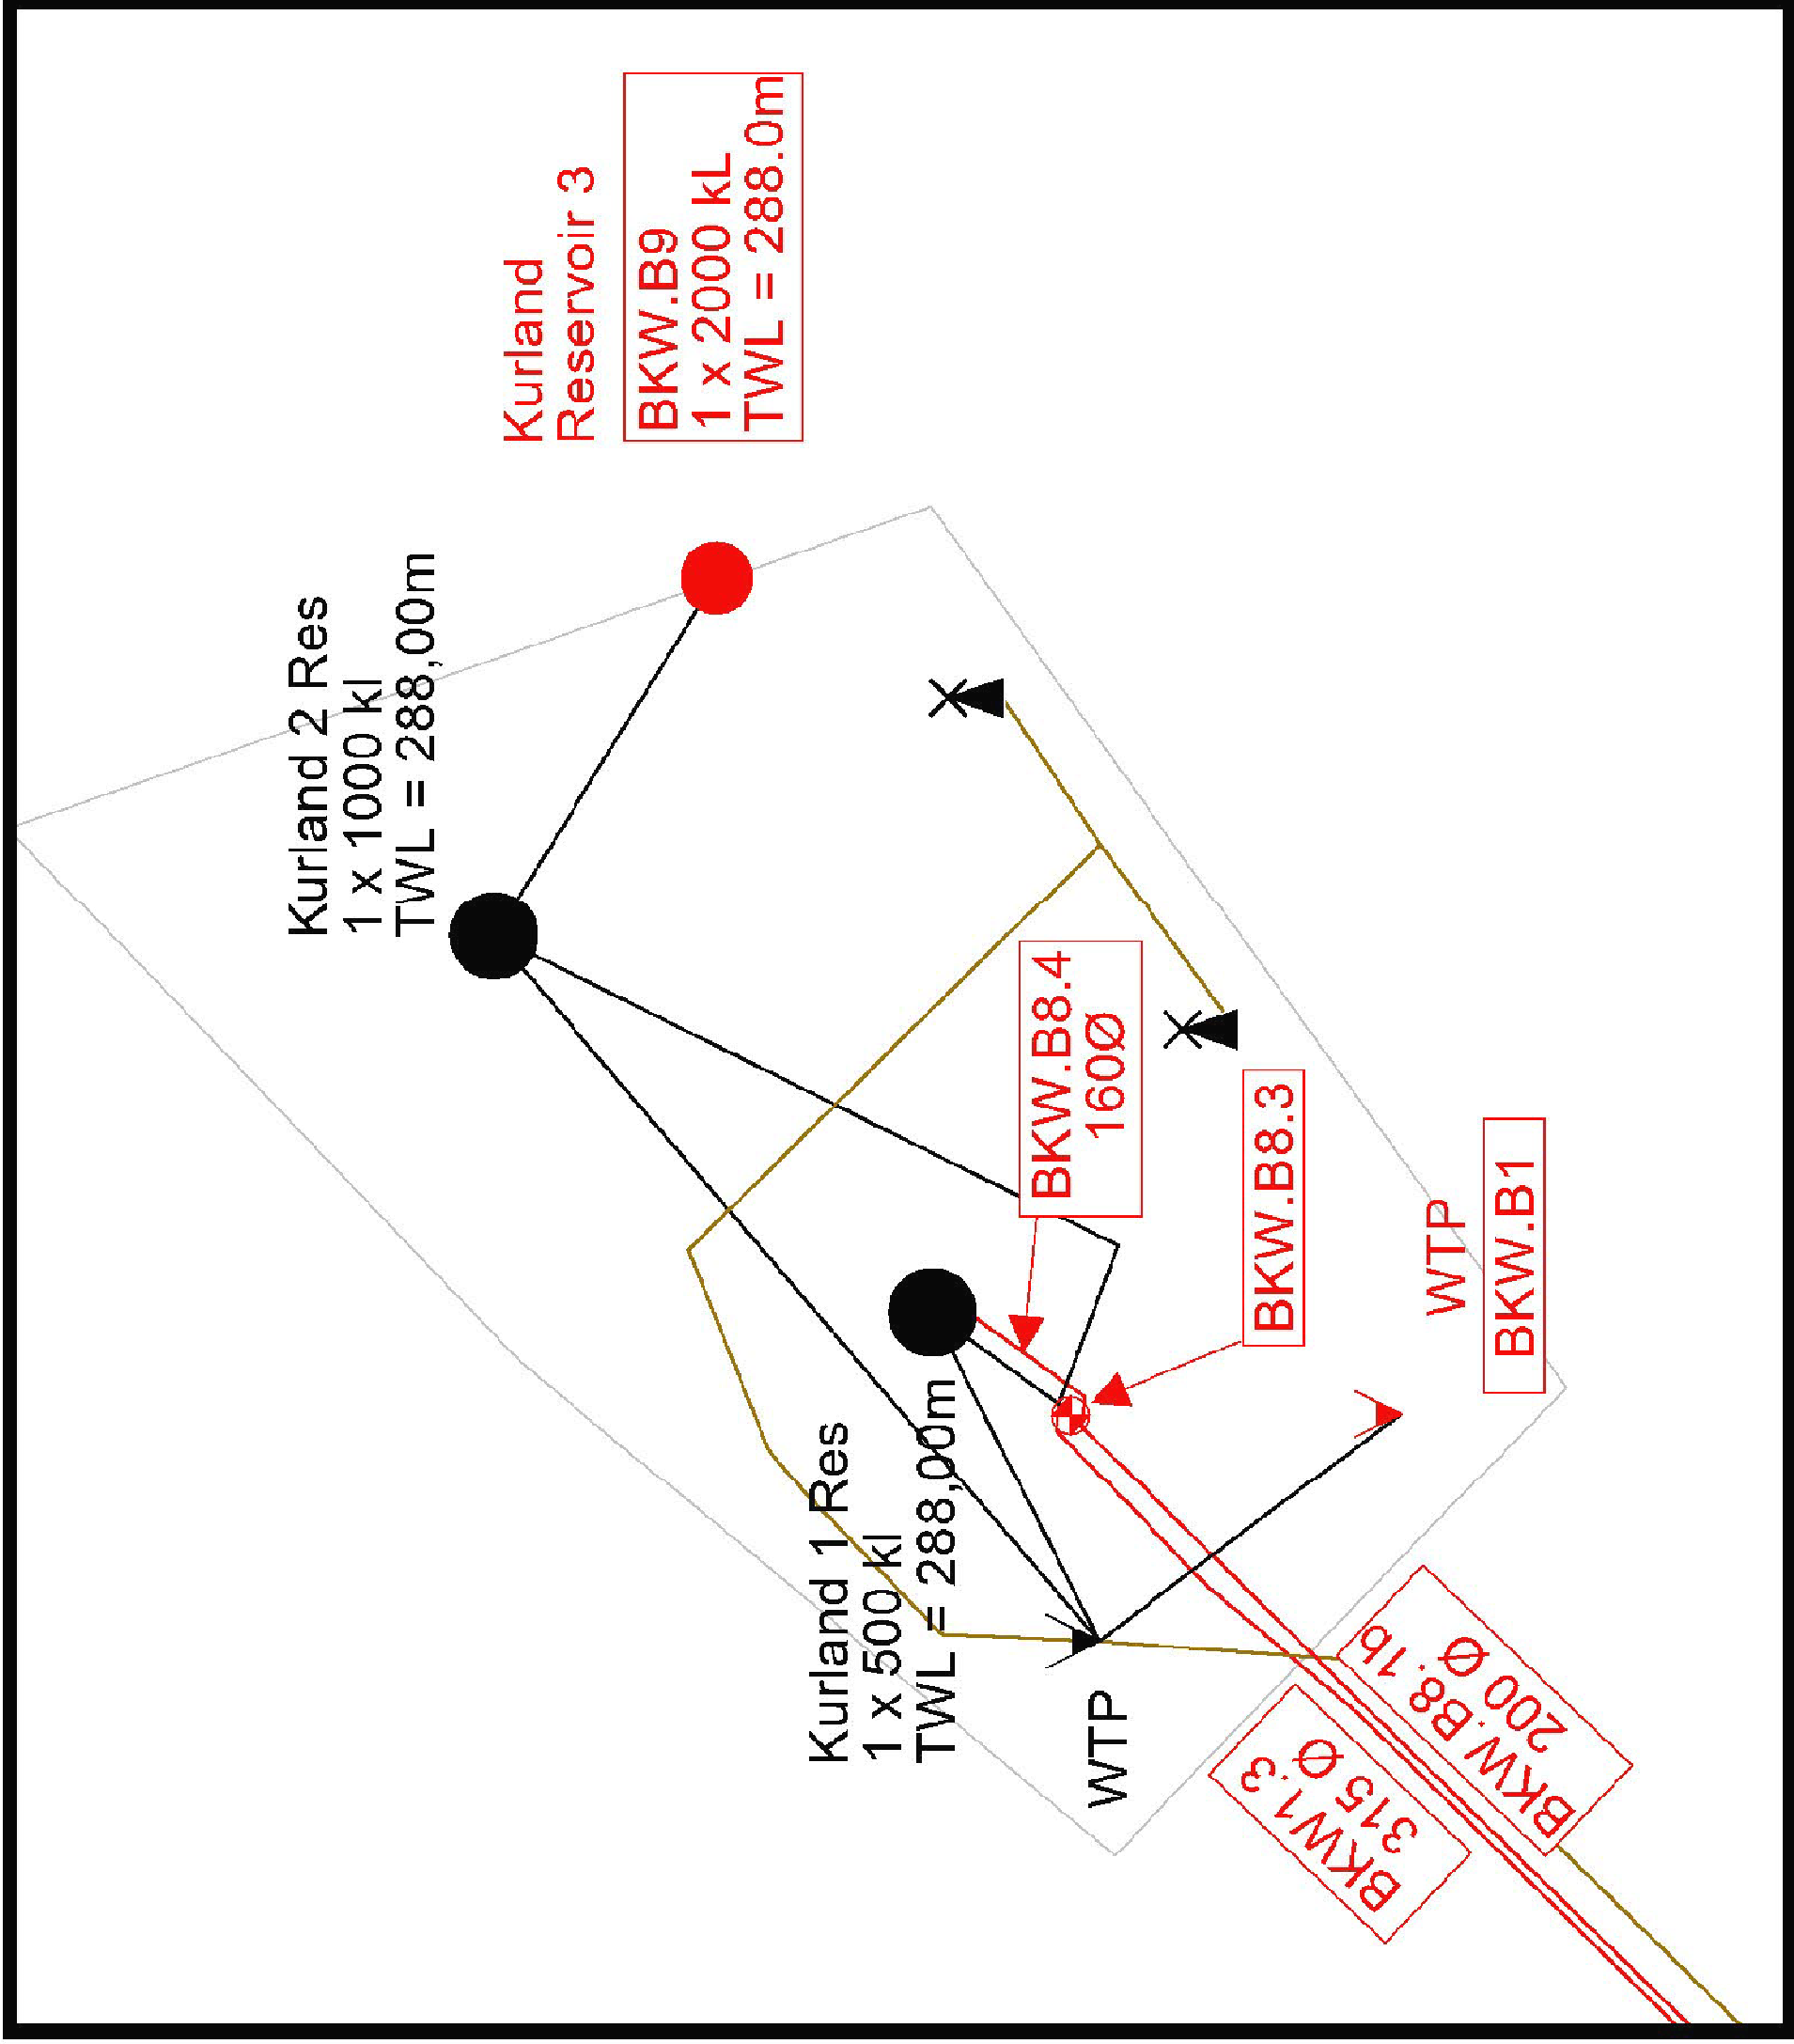 Kurland
Reservoir 3
BKW.B9
1 x 2000 kL
TWL = 288.0m
Kurland 2 Res
1 x 1000 kl
TWL = 288,00m
BKW.B8.4
160Ø
BKW.B8.3
WTP
BKW.B1
Kurland 1 Res
1 x 500 kl
TWL = 288,00m
WTP
BKW1.3
315 Ø
BKW.B8.1b
200 Ø